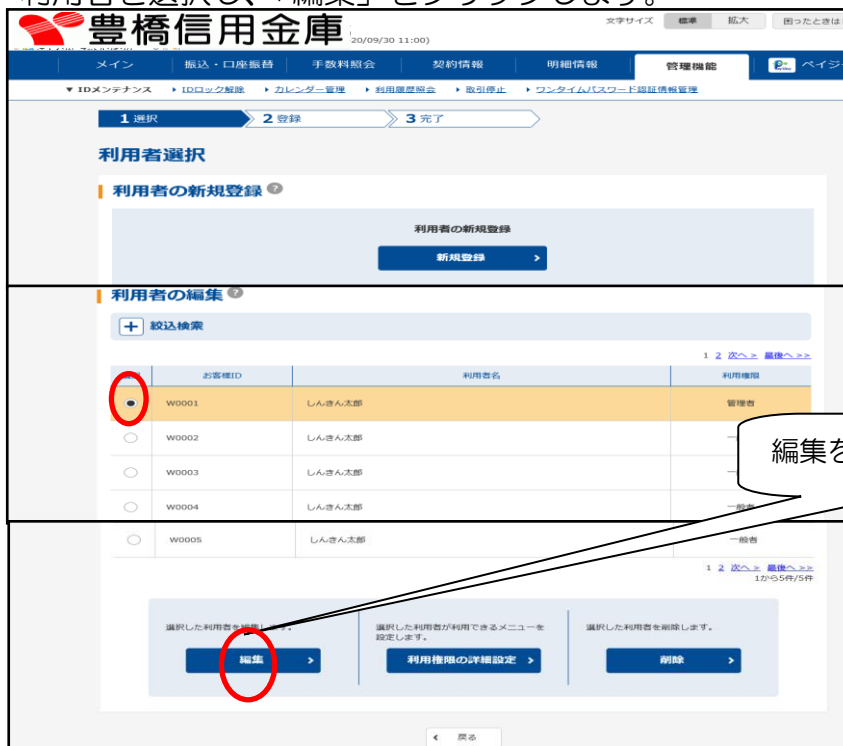 利用者を選択し、「編集」をクリックします。
豊橋信用金庫
20/09/30 11:00)
文字サイズ 標準 拡大 困ったときは
メイン 振込・口座振替 手数料照会 契約情報 明細情報 管理機能 ペイジ
▼ IDメンテナンス ▶ IDロック解除 ▶ カレンダー管理 ▶ 利用履歴照会 ▶ 取引停止 ▶ ワンタイムパスワード認証情報管理
1 選択 2 登録 3 完了
利用者選択
利用者の新規登録 ?
利用者の新規登録
新規登録 >
利用者の編集 ?
+ 絞込検索
1 2 次へ > 最後へ >>
お客様ID 利用者名 利用権限
W0001 しんきん太郎 管理者
W0002 しんきん太郎 一
W0003 しんきん太郎 一
W0004 しんきん太郎 一般者
編集を
W0005 しんきん太郎 一般者
1 2 次へ > 最後へ >>
1から5件/5件
選択した利用者を編集します。 選択した利用者が利用できるメニューを
設定します。 選択した利用者を削除します。
編集 > 利用権限の詳細設定 > 削除 >
< 戻る